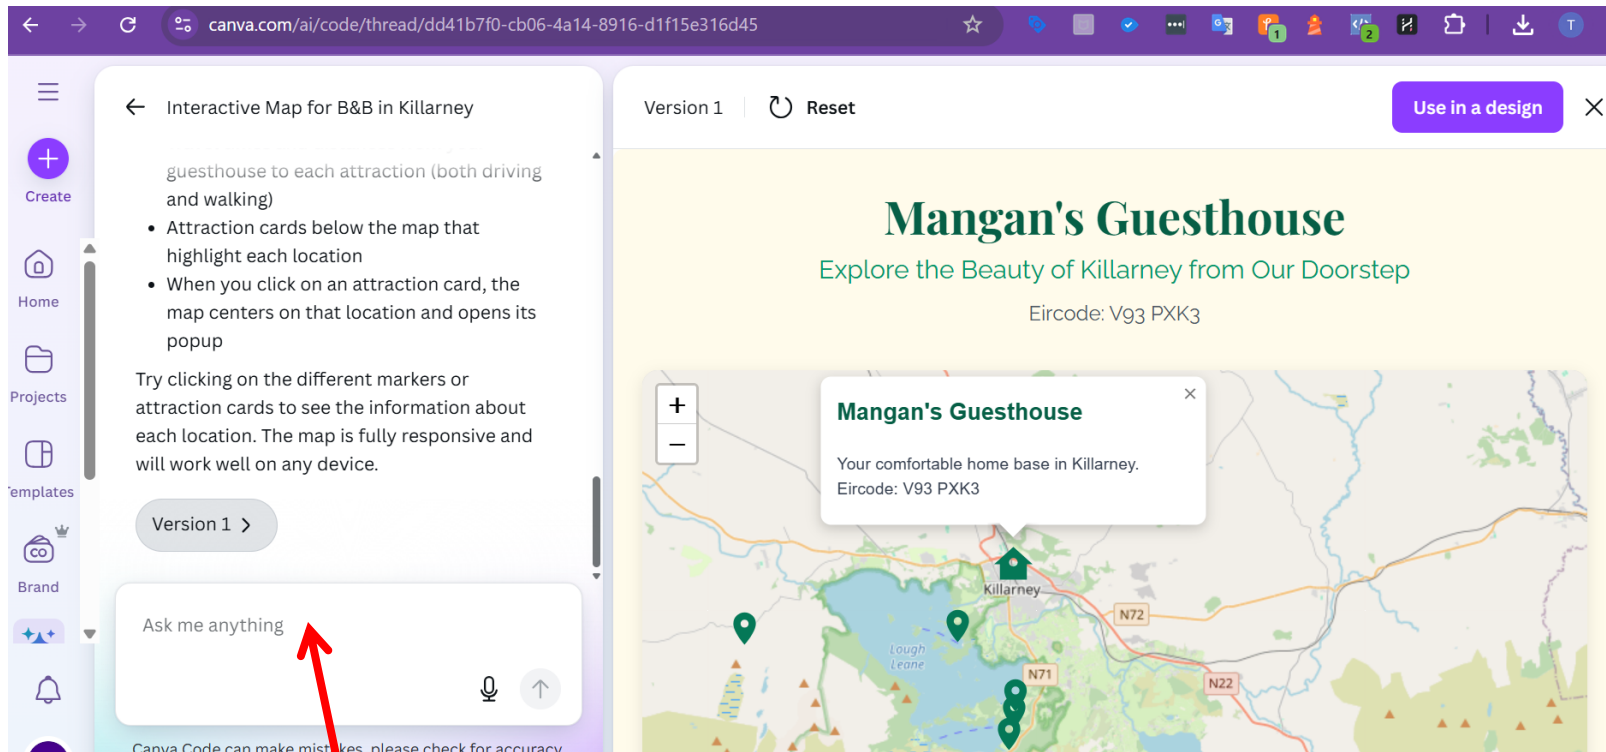 canva.com/ai/code/thread/dd41b7f0-cb06-4a14-8916-d1f15e316d45
1
2
T
Create
Home
Projects
Templates
Brand
Interactive Map for B&B in Killarney
guesthouse to each attraction (both driving
and walking)
• Attraction cards below the map that
highlight each location
• When you click on an attraction card, the
map centers on that location and opens its
popup
Try clicking on the different markers or
attraction cards to see the information about
each location. The map is fully responsive and
will work well on any device.
Version 1
Ask me anything
Canva Code can make mistakes, please check for accuracy
Version 1
Reset
Use in a design
Mangan's Guesthouse
Explore the Beauty of Killarney from Our Doorstep
Eircode: V93 PXK3
+
−
Mangan's Guesthouse
×
Your comfortable home base in Killarney.
Eircode: V93 PXK3
Killarney
N72
Lough
Leane
N71
N22